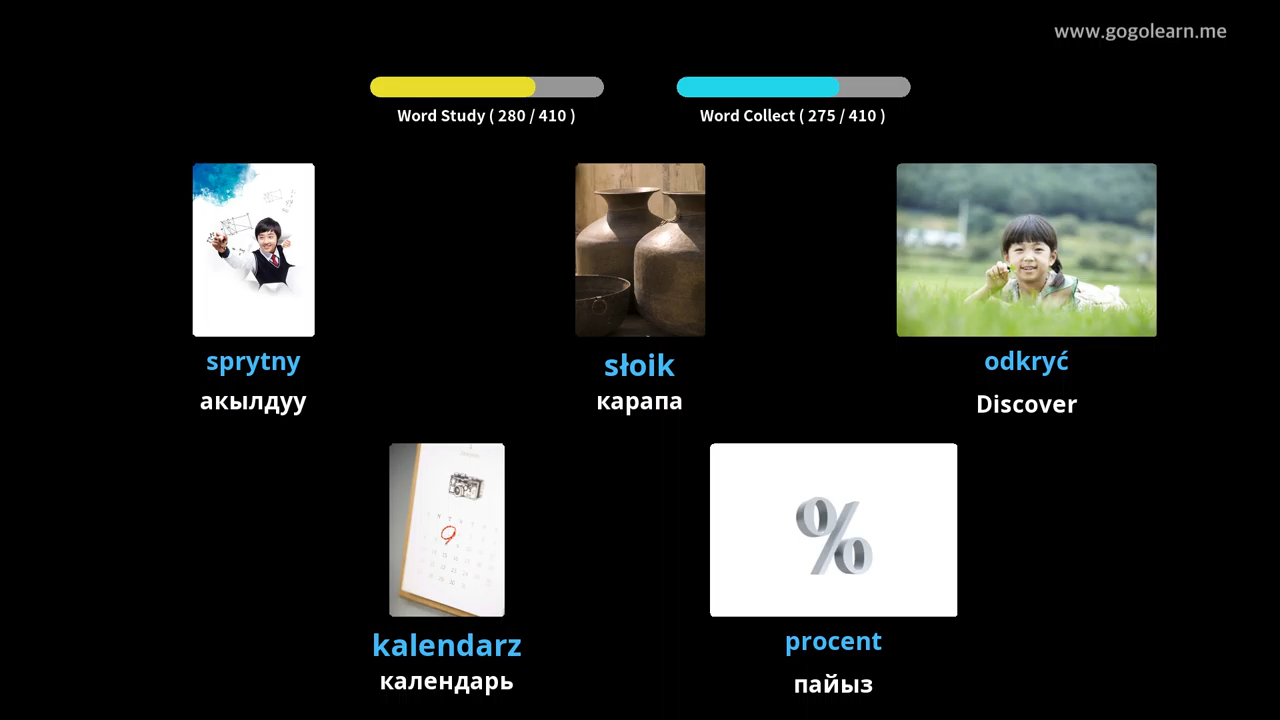 www.gogolearn.me
Word Study ( 280 / 410 )
Word Collect ( 275 / 410 )
sprytny
акылдуу
słoik
карапа
odkryć
Discover
kalendarz
календарь
procent
пайыз
%